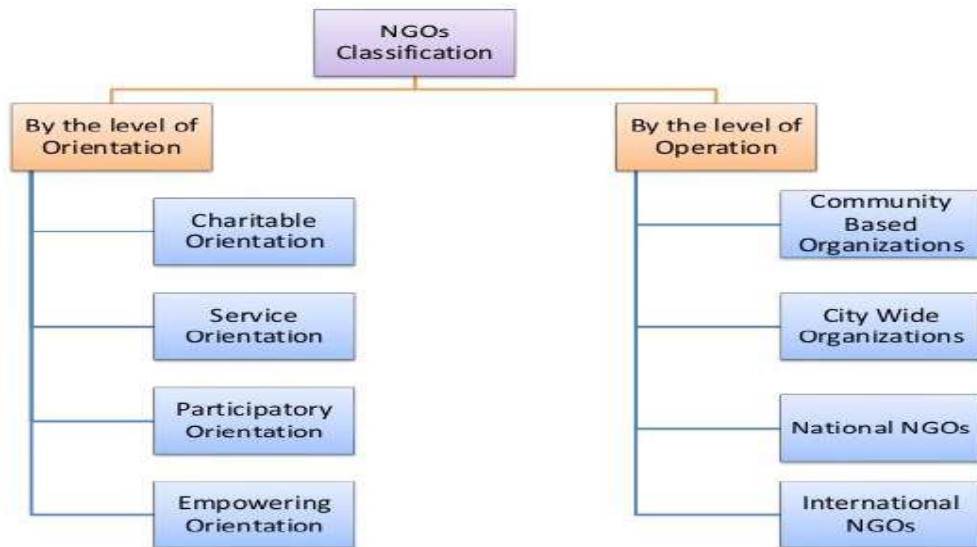 NGOs
Classification
By the level of
Orientation
Charitable
Orientation
Service
Orientation
Participatory
Orientation
Empowering
Orientation
By the level of
Operation
Community
Based
Organizations
City Wide
Organizations
National NGOs
International
NGOs